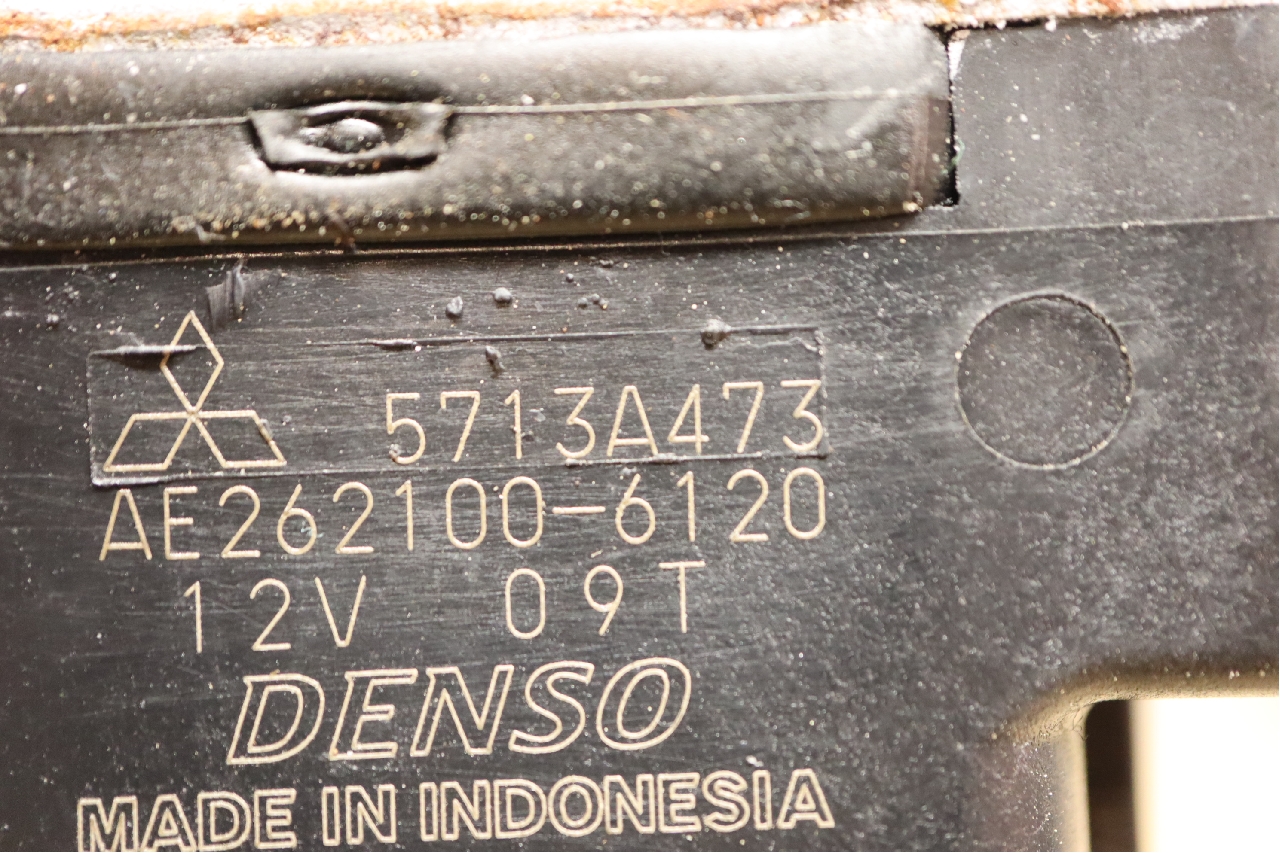 5713A473
AE262100-6120
12V 09T
DENSO
MADE IN INDONESIA